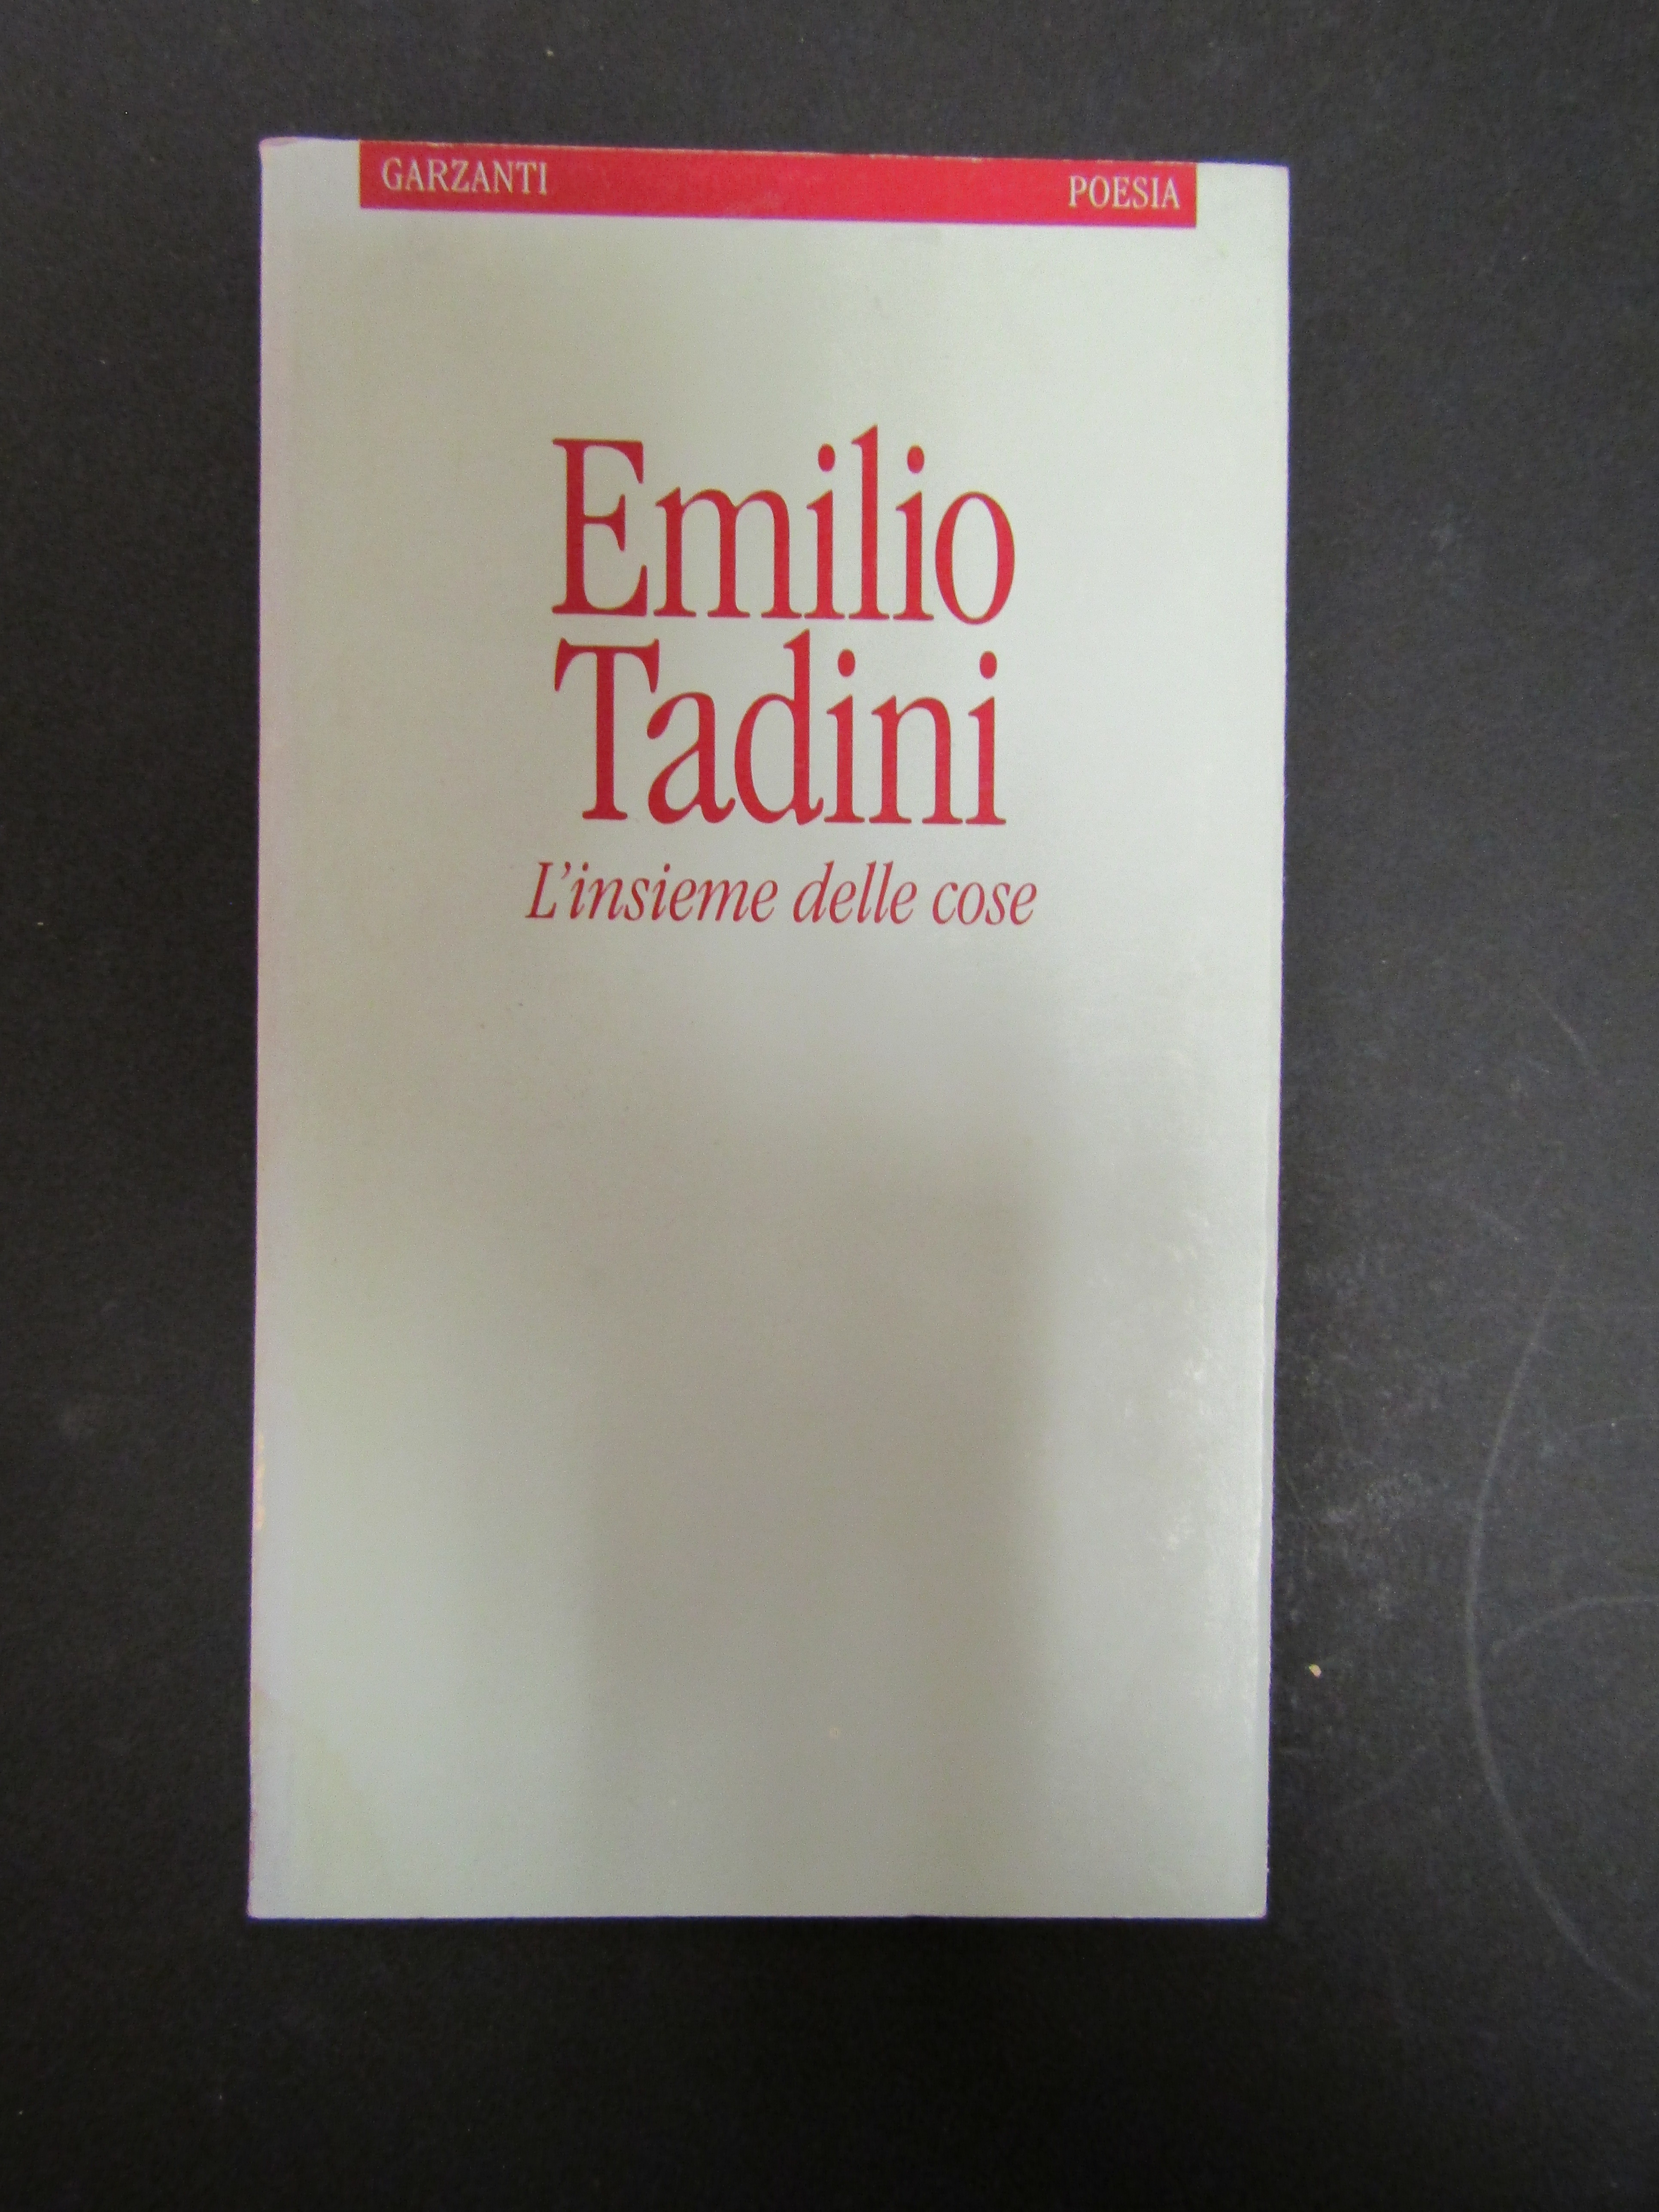 GARZANTI POESIA
Emilio
Tadini
L'insieme delle cose